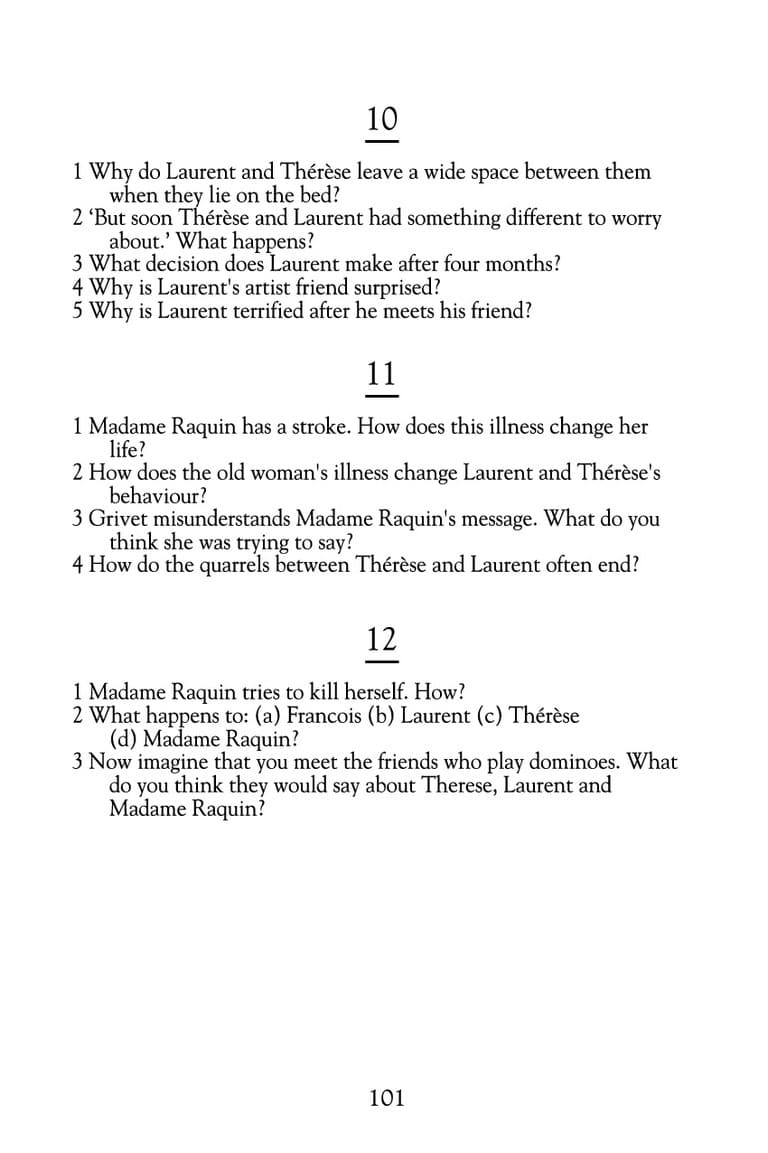 10
1 Why do Laurent and Thérèse leave a wide space between them
when they lie on the bed?
2 ‘But soon Thérèse and Laurent had something different to worry
about.’ What happens?
3 What decision does Laurent make after four months?
4 Why is Laurent's artist friend surprised?
5 Why is Laurent terrified after he meets his friend?
11
1 Madame Raquin has a stroke. How does this illness change her
life?
2 How does the old woman's illness change Laurent and Thérèse's
behaviour?
3 Grivet misunderstands Madame Raquin's message. What do you
think she was trying to say?
4 How do the quarrels between Thérèse and Laurent often end?
12
1 Madame Raquin tries to kill herself. How?
2 What happens to: (a) Francois (b) Laurent (c) Thérèse
(d) Madame Raquin?
3 Now imagine that you meet the friends who play dominoes. What
do you think they would say about Therese, Laurent and
Madame Raquin?
101